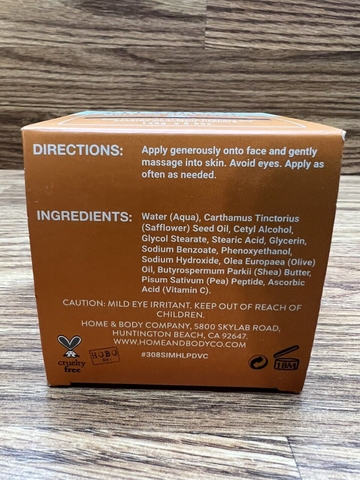 DIRECTIONS:
Apply generously onto face and gently
massage into skin. Avoid eyes. Apply as
often as needed.
INGREDIENTS:
Water (Aqua), Carthamus Tinctorius
(Safflower) Seed Oil, Cetyl Alcohol,
Glycol Stearate, Stearic Acid, Glycerin,
Sodium Benzoate, Phenoxyethanol,
Sodium Hydroxide, Olea Europaea (Olive)
Oil, Butyrospermum Parkii (Shea) Butter,
Pisum Sativum (Pea) Peptide, Ascorbic
Acid (Vitamin C).
CAUTION: MILD EYE IRRITANT. KEEP OUT OF REACH OF
CHILDREN.
HOME & BODY COMPANY, 5800 SKYLAB ROAD,
HUNTINGTON BEACH, CA 92647.
WWW.HOMEANDBODYCO.COM
#308SIMHLPDVC
cruelty
free
HOBO
18M